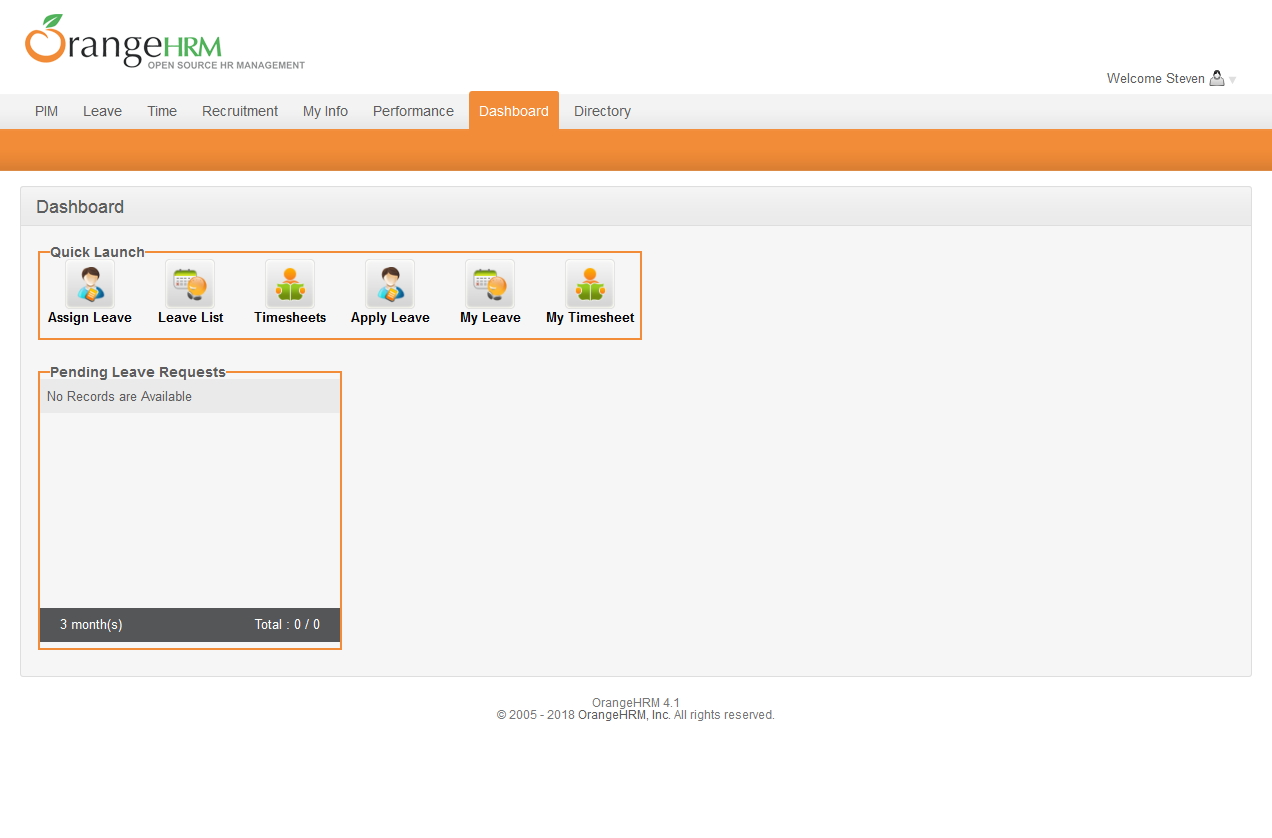 OrangeHRM
OPEN SOURCE HR MANAGEMENT
Welcome Steven
PIM Leave Time Recruitment My Info Performance Dashboard Directory
Dashboard
Quick Launch
Assign Leave Leave List Timesheets Apply Leave My Leave My Timesheet
Pending Leave Requests
No Records are Available
3 month(s) Total : 0 / 0
OrangeHRM 4.1
© 2005 - 2018 OrangeHRM, Inc. All rights reserved.